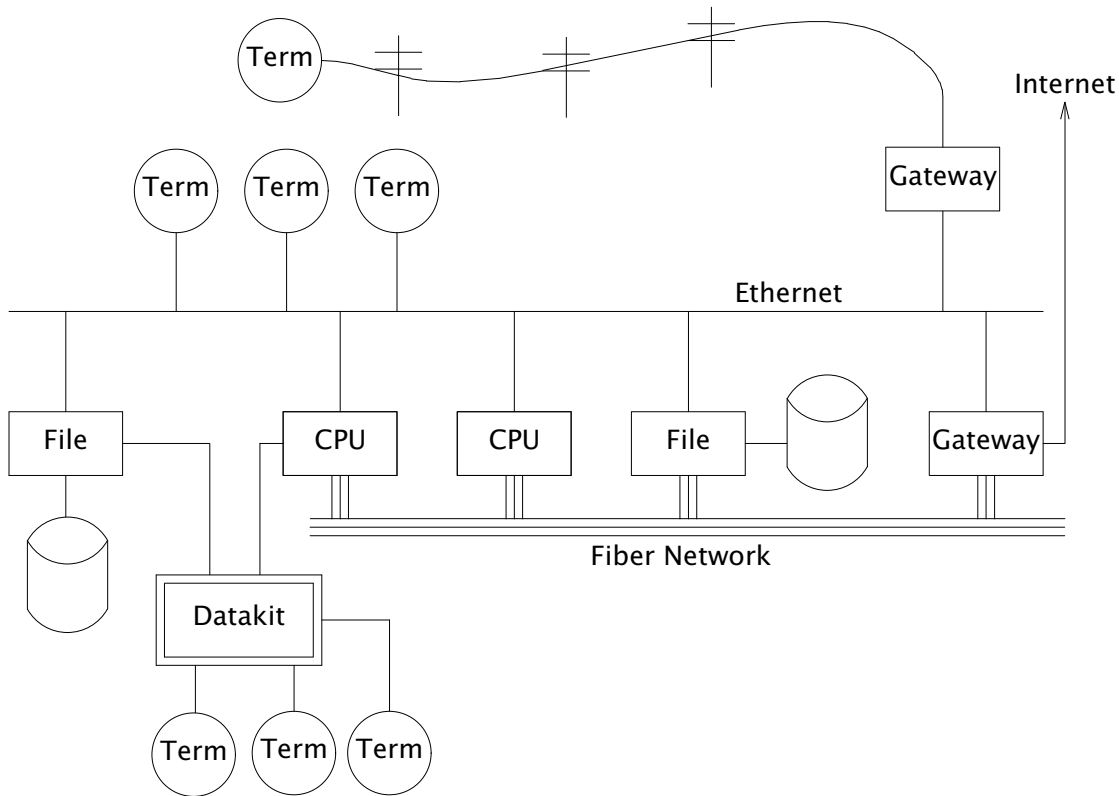 Term
Internet
Gateway
Term
Term
Term
Ethernet
File
CPU
CPU
File
Gateway
Fiber Network
Datakit
Term
Term
Term